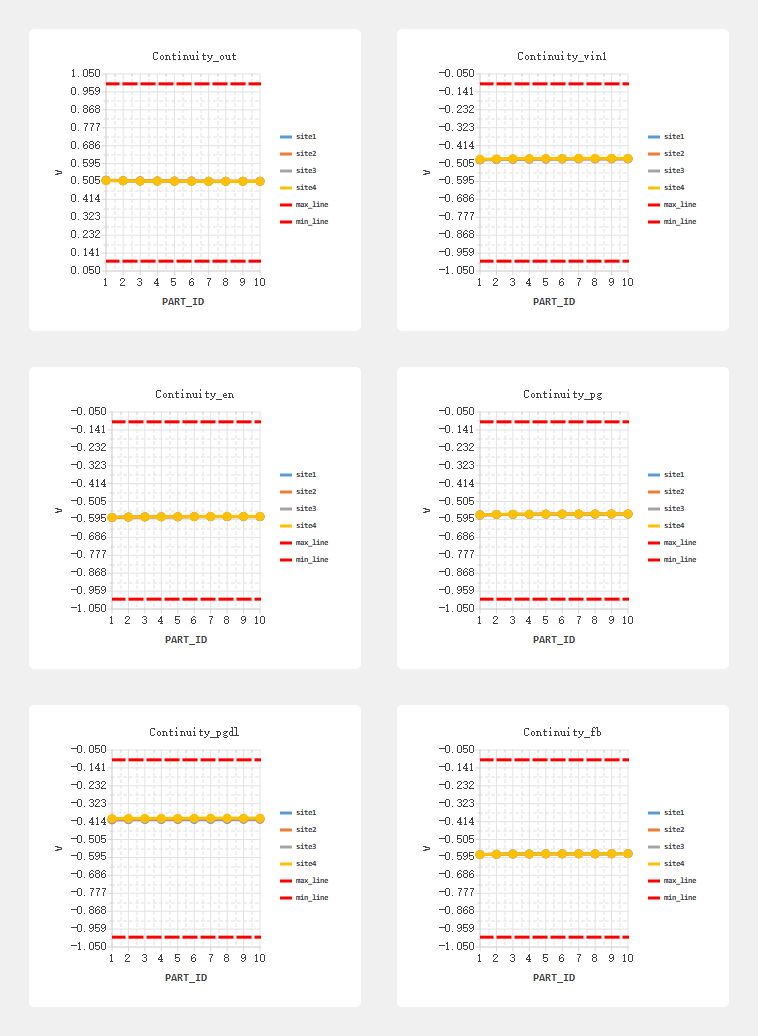 Continuity_out
1.050
0.959
0.868
0.777
0.686
0.595
0.505
0.414
0.323
0.232
0.141
0.050
V
1 2 3 4 5 6 7 8 9 10
PART_ID
site1
site2
site3
site4
max_line
min_line
Continuity_vin1
-0.050
-0.141
-0.232
-0.323
-0.414
-0.505
-0.595
-0.686
-0.777
-0.868
-0.959
-1.050
V
1 2 3 4 5 6 7 8 9 10
PART_ID
site1
site2
site3
site4
max_line
min_line
Continuity_en
-0.050
-0.141
-0.232
-0.323
-0.414
-0.505
-0.595
-0.686
-0.777
-0.868
-0.959
-1.050
V
1 2 3 4 5 6 7 8 9 10
PART_ID
site1
site2
site3
site4
max_line
min_line
Continuity_pg
-0.050
-0.141
-0.232
-0.323
-0.414
-0.505
-0.595
-0.686
-0.777
-0.868
-0.959
-1.050
V
1 2 3 4 5 6 7 8 9 10
PART_ID
site1
site2
site3
site4
max_line
min_line
Continuity_pgdl
-0.050
-0.141
-0.232
-0.323
-0.414
-0.505
-0.595
-0.686
-0.777
-0.868
-0.959
-1.050
V
1 2 3 4 5 6 7 8 9 10
PART_ID
site1
site2
site3
site4
max_line
min_line
Continuity_fb
-0.050
-0.141
-0.232
-0.323
-0.414
-0.505
-0.595
-0.686
-0.777
-0.868
-0.959
-1.050
V
1 2 3 4 5 6 7 8 9 10
PART_ID
site1
site2
site3
site4
max_line
min_line